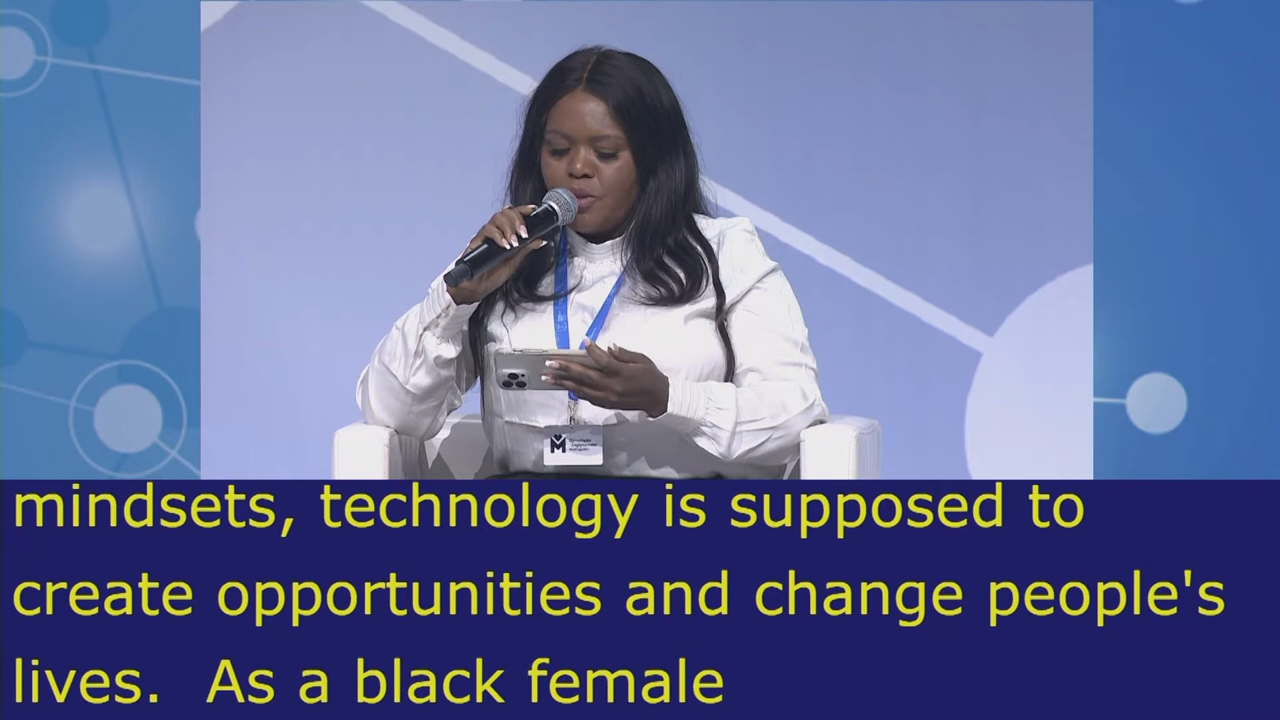 mindsets, technology is supposed to
create opportunities and change people's
lives.  As a black female